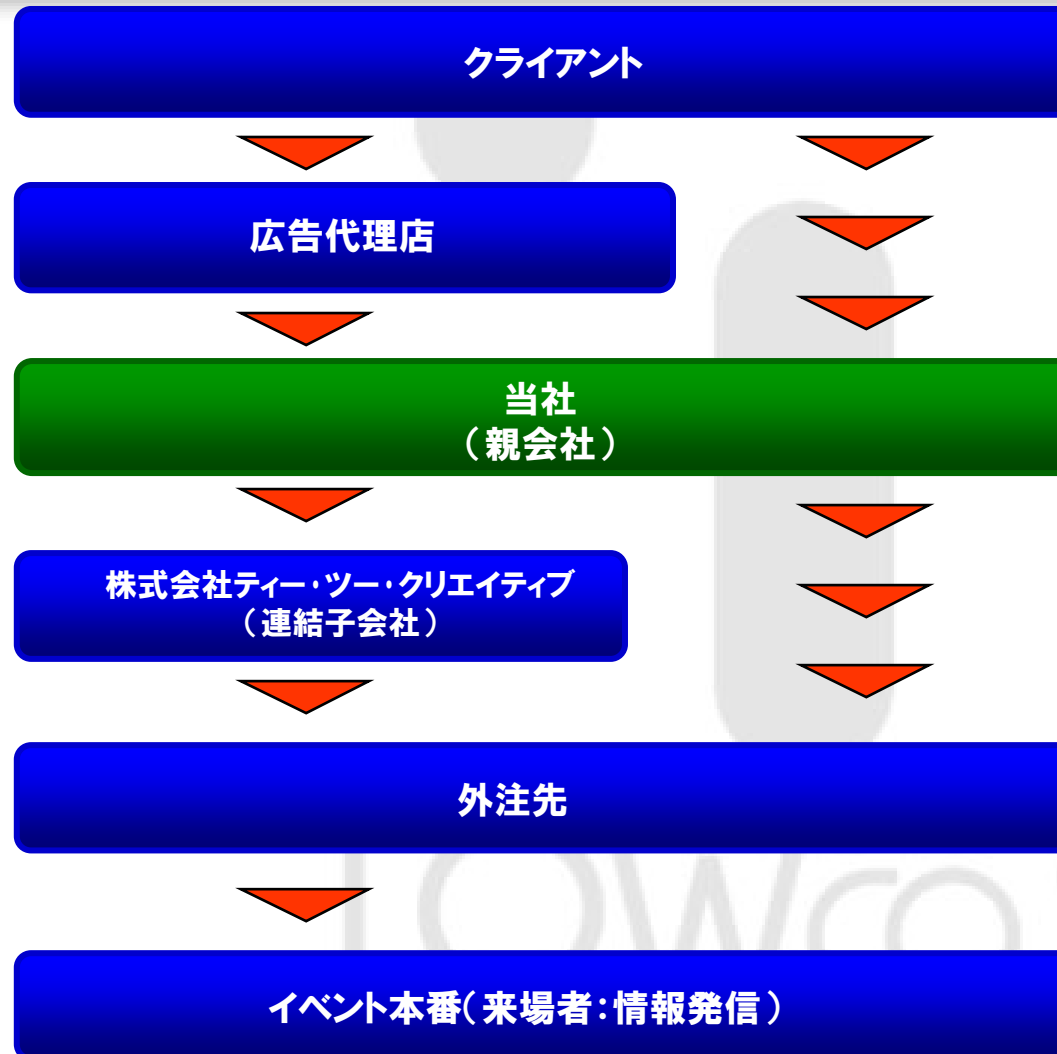 クライアント
広告代理店
当社
（親会社）
株式会社ティー・ツー・クリエイティブ
（連結子会社）
外注先
イベント本番（来場者：情報発信）